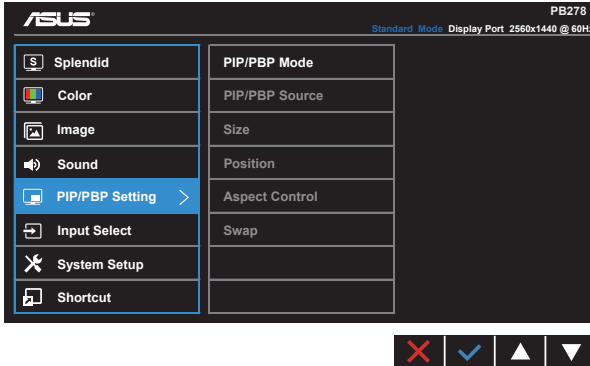 ASUS
PB278
Standard Mode Display Port 2560x1440 @ 60Hz
S Splendid
Color
Image
Sound
PIP/PBP Setting
Input Select
System Setup
Shortcut
PIP/PBP Mode
PIP/PBP Source
Size
Position
Aspect Control
Swap